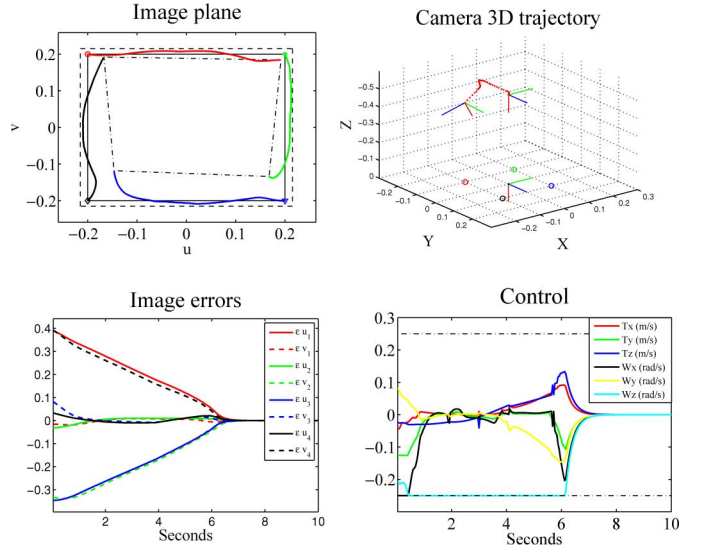 Image plane
0.2
0.1
0
−0.1
−0.2
v
−0.2
−0.1
0
0.1
0.2
u
Camera 3D trajectory
−0.5
−0.4
−0.3
−0.2
−0.1
0
Z
−0.2
−0.1
0
0.1
0.2
Y
−0.2
−0.1
0
0.1
0.2
0.3
X
Image errors
0.4
0.3
0.2
0.1
0
−0.1
−0.2
−0.3
2
4
6
8
10
Seconds
ε u1
ε v1
ε u2
ε v2
ε u3
ε v3
ε u4
ε v4
Control
0.3
0.2
0.1
0
−0.1
−0.2
2
4
6
8
10
Seconds
Tx (m/s)
Ty (m/s)
Tz (m/s)
Wx (rad/s)
Wy (rad/s)
Wz (rad/s)